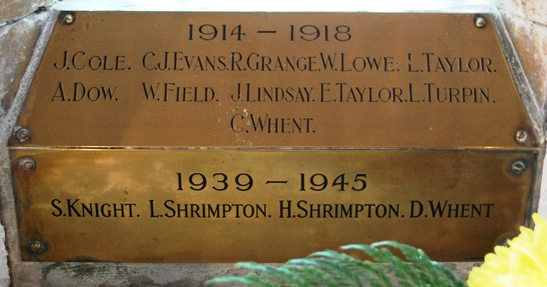 1914 – 1918
J. COLE. C.J. EVANS. R. GRANGE. W. LOWE. L. TAYLOR.
A. DOW. W. FIELD. J. LINDSAY. E. TAYLOR. L. TURPIN.
C. WHENT.
1939 – 1945
S. KNIGHT. L. SHRIMPTON. H. SHRIMPTON. D. WHENT